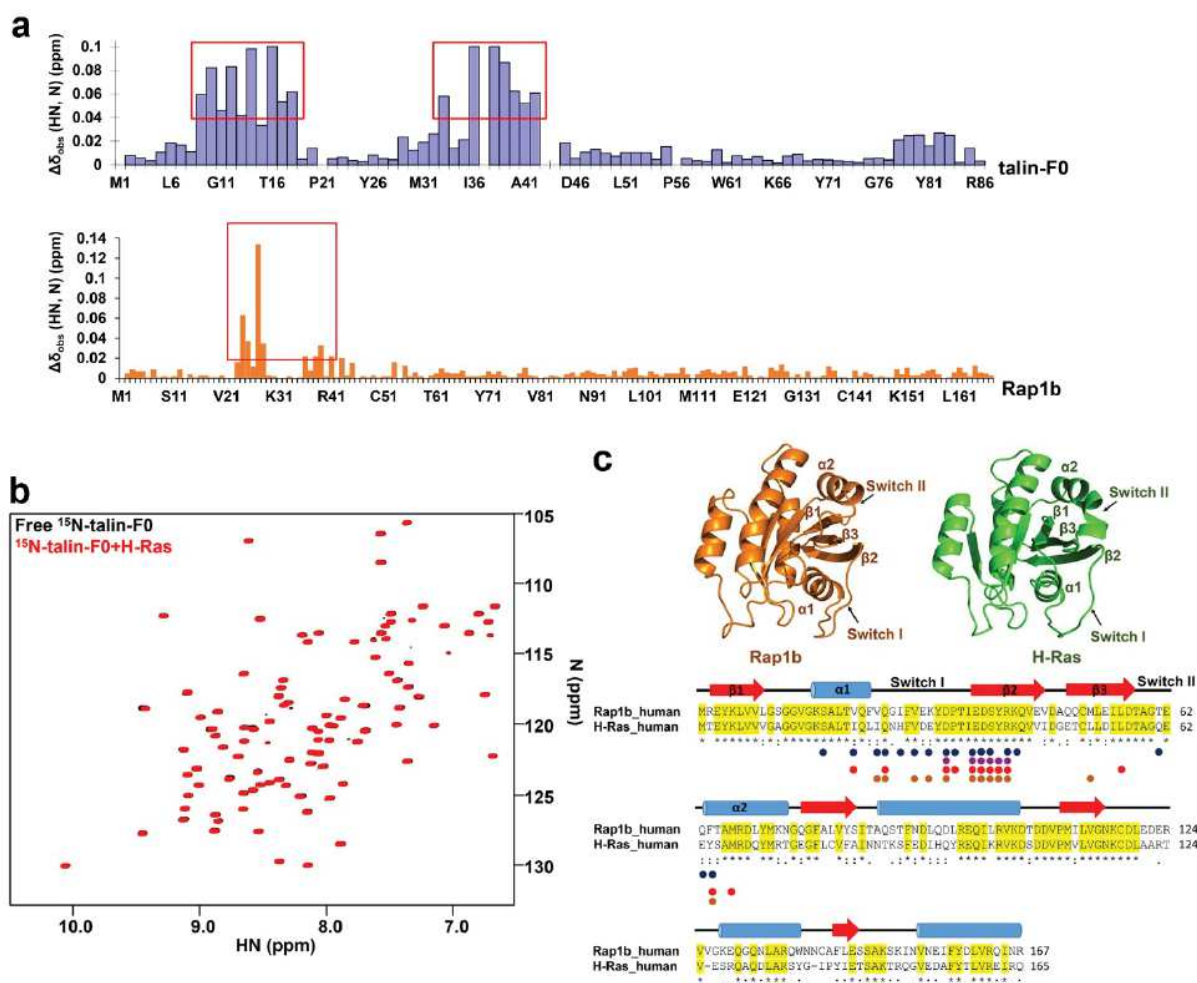 a
Δδobs (HN, N) (ppm)
0.1
0.08
0.06
0.04
0.02
0
M1 L6 G11 T16 P21 Y26 M31 I36 A41 D46 L51 P56 W61 K66 Y71 G76 Y81 R86
talin-F0
Δδobs (HN, N) (ppm)
0.14
0.12
0.1
0.08
0.06
0.04
0.02
0
M1 S11 V21 K31 R41 C51 T61 Y71 V81 N91 L101 M111 E121 G131 C141 K151 L161
Rap1b
b
Free 15N-talin-F0
15N-talin-F0+H-Ras
105
110
115
120
125
130
N (ppm)
10.0 9.0 8.0 7.0
HN (ppm)
c
α2
Switch II
β1
β3
β2
α1
Switch I
Rap1b
α2
Switch II
β1
β3
β2
α1
Switch I
H-Ras
β1 α1 Switch I β2 β3 Switch II
Rap1b_human MREYKLVVLGSGGVGKSALTVQFVQGIFVEKYDPTIEDSYRKQVEVDAQQCMLEILDTAGTE 62
H-Ras_human MTEYKLVVVGAGGVGKSALTIQLIQNHFVDEYDPTIEDSYRKQVVIDGETCLLDILDTAGQE 62
α2
Rap1b_human QFTAMRDLYMKNGQGFALVYSITAQSTFNDLQDLREQILRVKDTDDVPMILVGNKCDLEDER 124
H-Ras_human EYSAMRDQYMRTGEGFLCVFAINNTKSFEDIHQYREQIKRVKDSDDVPMVLVGNKCDLAART 124
Rap1b_human VVGKEQGQNLARQWNNCAFLESSAKSKINVNEIFYDLVRQINR 167
H-Ras_human V-ESRQAQDLARSYG-IPYIETSAKTRQGVEDAFYTLVREIRQ 165